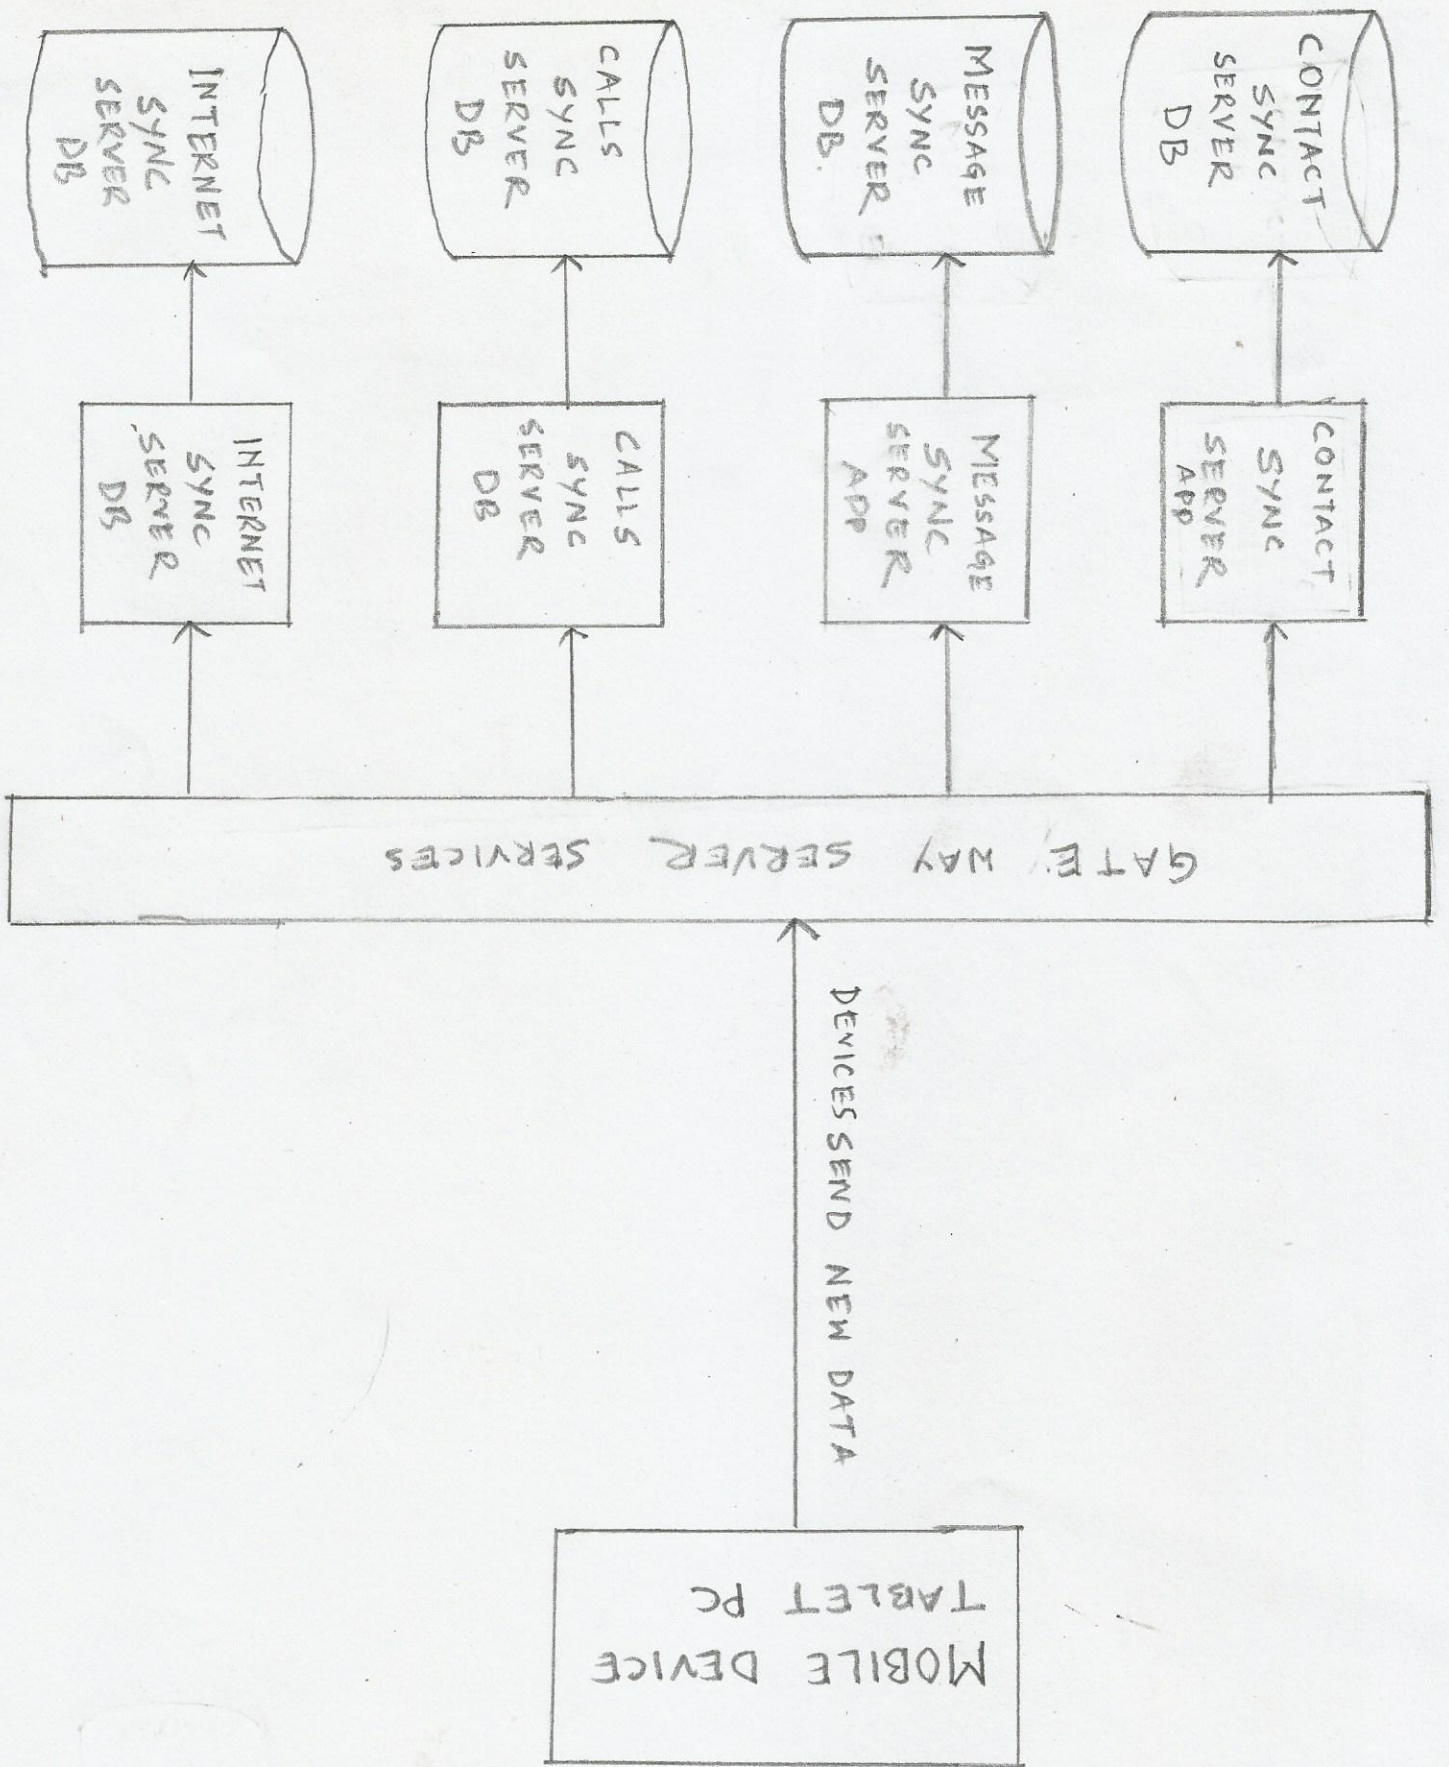 MOBILE DEVICE
TABLET PC
DEVICES SEND NEW DATA
GATE WAY SERVER SERVICES
CONTACT
SYNC
SERVER
APP
MESSAGE
SYNC
SERVER
APP
CALLS
SYNC
SERVER
DB
INTERNET
SYNC
SERVER
DB
CONTACT
SYNC
SERVER
DB
MESSAGE
SYNC
SERVER
DB
CALLS
SYNC
SERVER
DB
INTERNET
SYNC
SERVER
DB